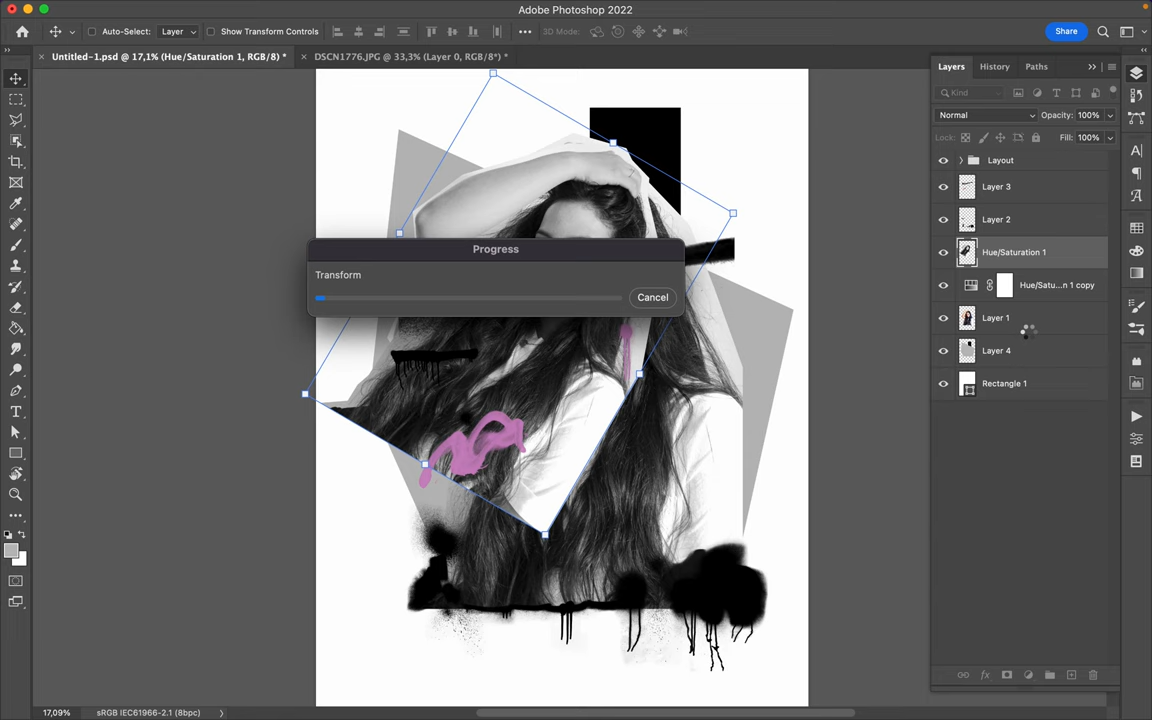 Adobe Photoshop 2022
Auto-Select: Layer Show Transform Controls 3D Mode: Share
Untitled-1.psd @ 17,1% (Hue/Saturation 1, RGB/8) * DSCN1776.JPG @ 33,3% (Layer 0, RGB/8*) *
Layers History Paths
Kind
Normal Opacity: 100%
Lock: Fill: 100%
Layout
Layer 3
Layer 2
Hue/Saturation 1
Hue/Satu...n 1 copy
Layer 1
Layer 4
Rectangle 1
Progress
Transform
Cancel
17,09% sRGB IEC61966-2.1 (8bpc)